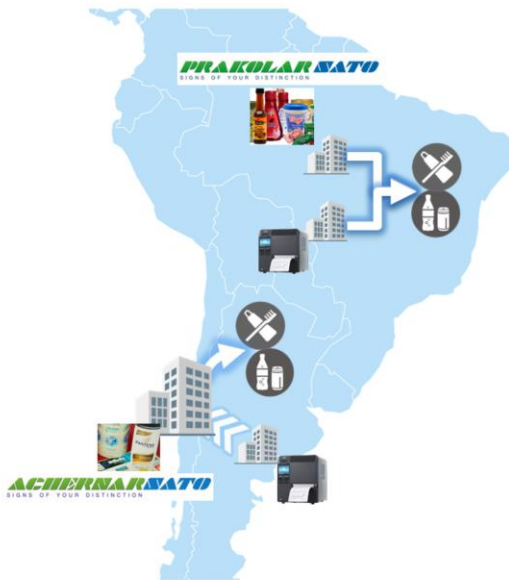 PRAKOLAR SATO
SIGNS OF YOUR DISTINCTION
ACHERNAR SATO
SIGNS OF YOUR DISTINCTION